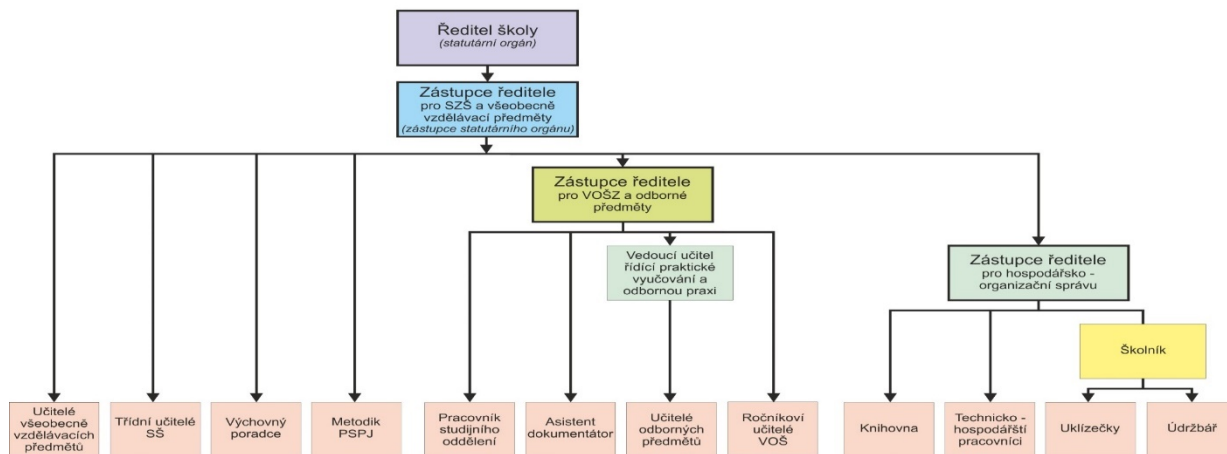 Ředitel školy
(statutární orgán)
Zástupce ředitele
pro SZŠ a všeobecně
vzdělávací předměty
(zástupce statutárního orgánu)
Zástupce ředitele
pro VOŠZ a odborné
předměty
Vedoucí učitel
řídící praktické
vyučování a
odbornou praxi
Zástupce ředitele
pro hospodářsko -
organizační správu
Školník
Učitelé
všeobecně
vzdělávacích
předmětů
Třídní učitelé
SŠ
Výchovný
poradce
Metodik
PSPJ
Pracovník
studijního
oddělení
Asistent
dokumentátor
Učitelé
odborných
předmětů
Ročníkoví
učitelé
VOŠ
Knihovna
Technicko -
hospodářští
pracovníci
Uklízečky
Údržbář